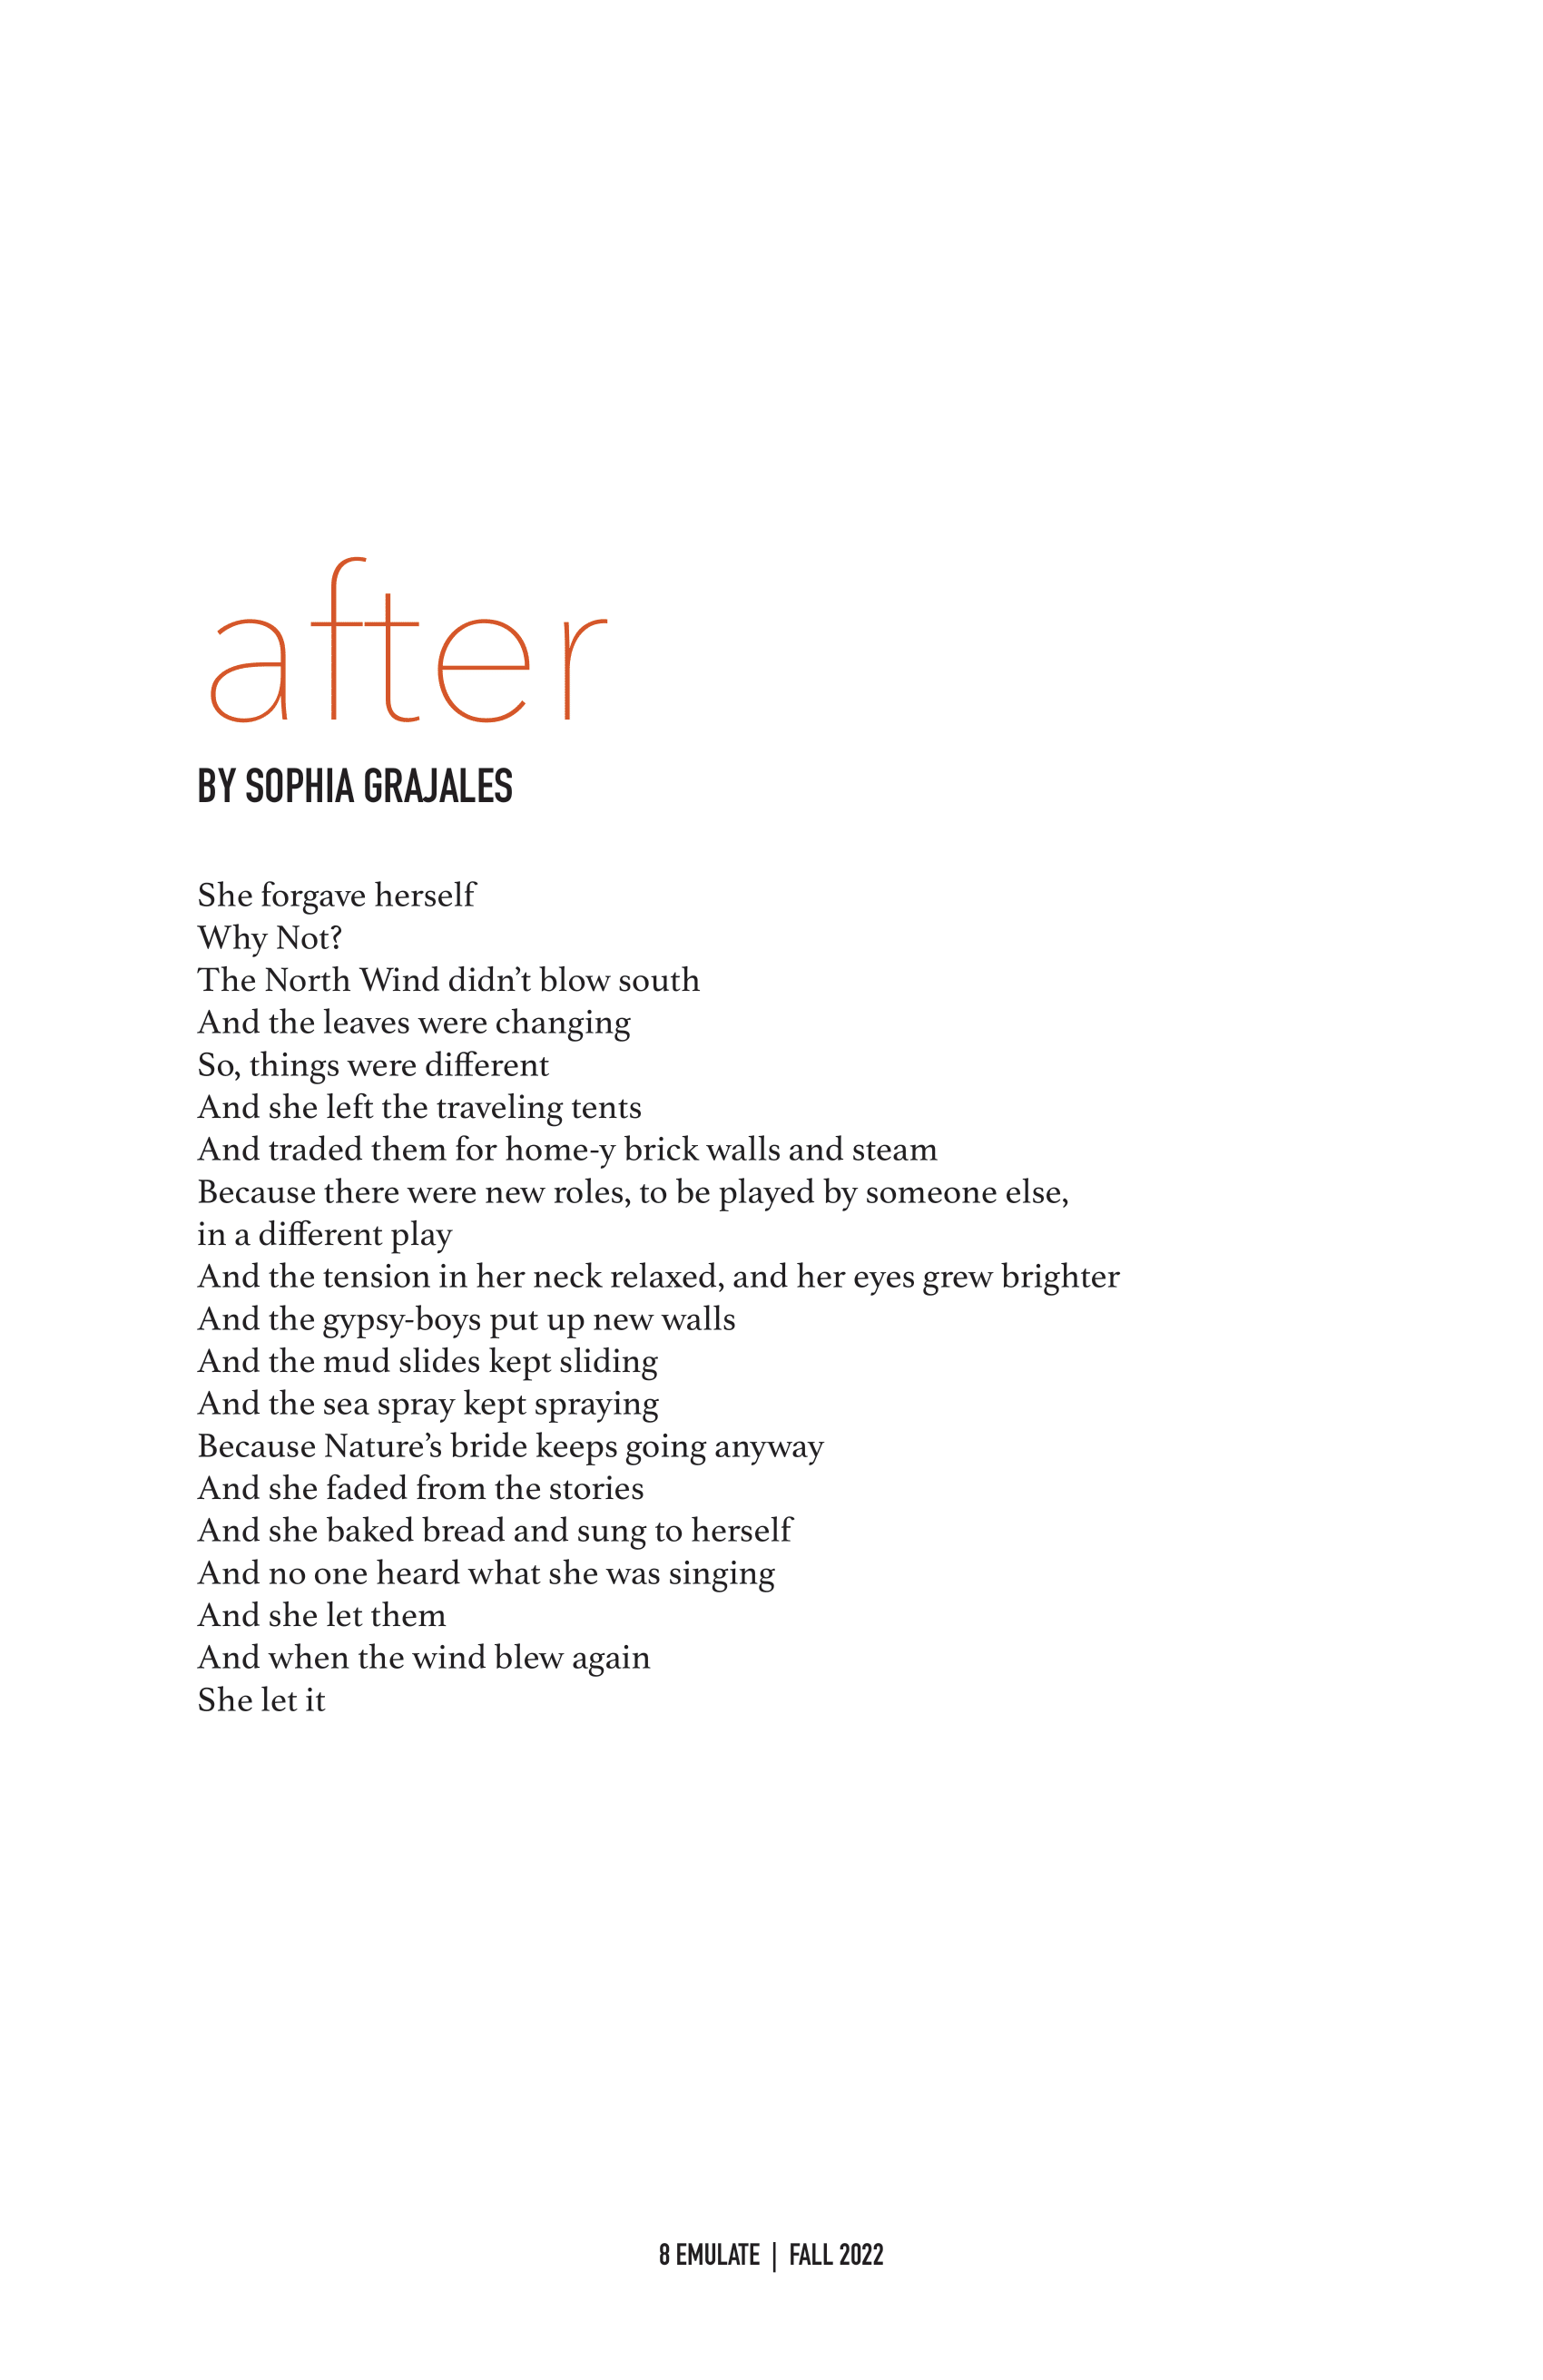 after
BY SOPHIA GRAJALES
She forgave herself
Why Not?
The North Wind didn’t blow south
And the leaves were changing
So, things were different
And she left the traveling tents
And traded them for home-y brick walls and steam
Because there were new roles, to be played by someone else,
in a different play
And the tension in her neck relaxed, and her eyes grew brighter
And the gypsy-boys put up new walls
And the mud slides kept sliding
And the sea spray kept spraying
Because Nature’s bride keeps going anyway
And she faded from the stories
And she baked bread and sung to herself
And no one heard what she was singing
And she let them
And when the wind blew again
She let it
8 EMULATE | FALL 2022